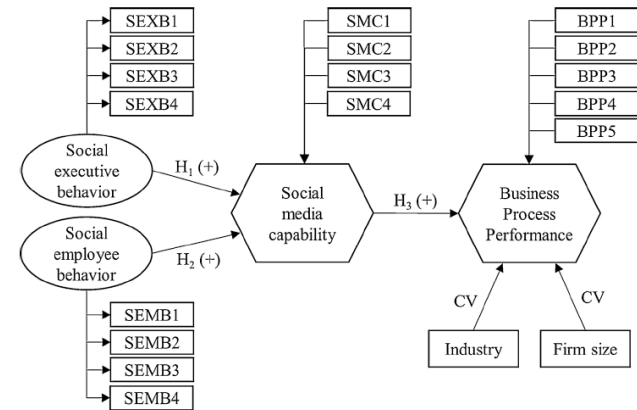 SEXB1
SEXB2
SEXB3
SEXB4
SMC1
SMC2
SMC3
SMC4
BPP1
BPP2
BPP3
BPP4
BPP5
Social
executive
behavior
H₁ (+)
Social
employee
behavior
H₂ (+)
Social
media
capability
H₃ (+)
Business
Process
Performance
SEMB1
SEMB2
SEMB3
SEMB4
CV
CV
Industry
Firm size